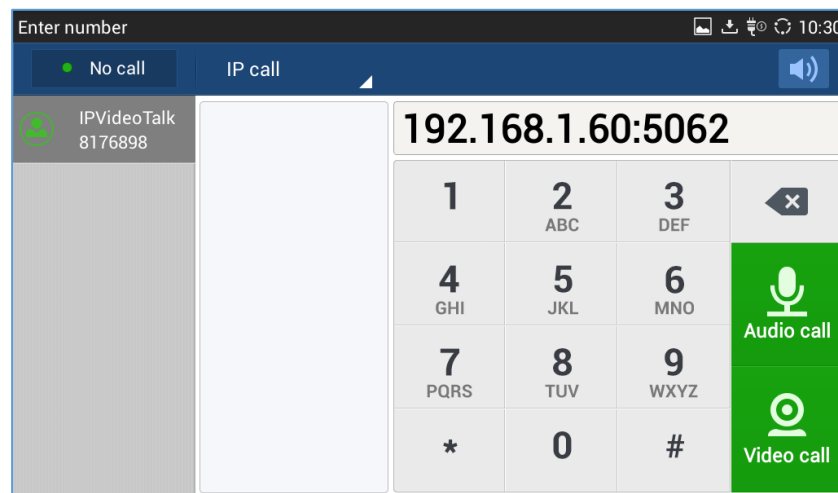 Enter number
10:30
No call
IP call
IPVideoTalk
8176898
192.168.1.60:5062
1
2
ABC
3
DEF
4
GHI
5
JKL
6
MNO
Audio call
7
PQRS
8
TUV
9
WXYZ
*
0
#
Video call